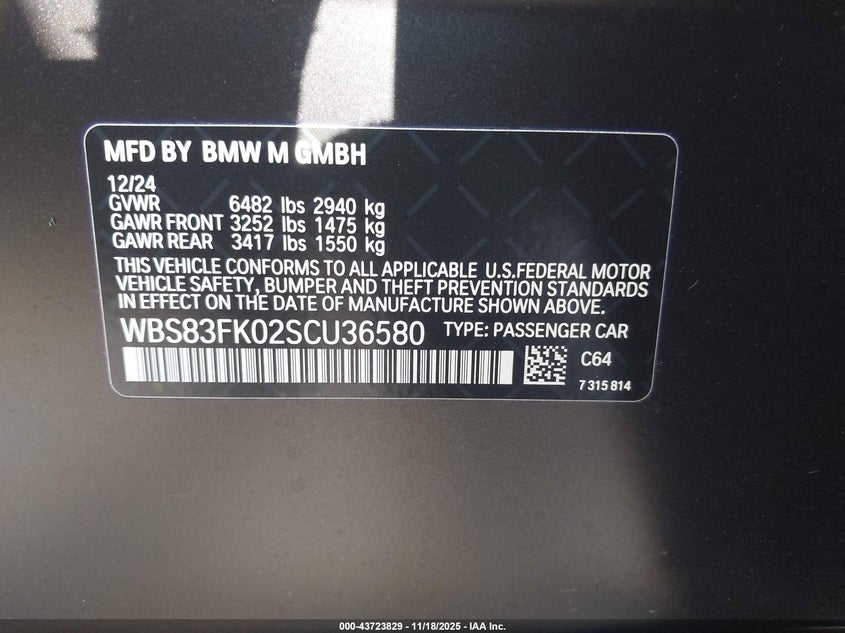 MFD BY BMW M GMBH
12/24
GVWR 6482 lbs 2940 kg
GAWR FRONT 3252 lbs 1475 kg
GAWR REAR 3417 lbs 1550 kg
THIS VEHICLE CONFORMS TO ALL APPLICABLE U.S.FEDERAL MOTOR
VEHICLE SAFETY, BUMPER AND THEFT PREVENTION STANDARDS
IN EFFECT ON THE DATE OF MANUFACTURE SHOWN ABOVE.
WBS83FK02SCU36580 TYPE: PASSENGER CAR
C64
7 315 814
000-43723829 - 11/18/2025 - IAA Inc.